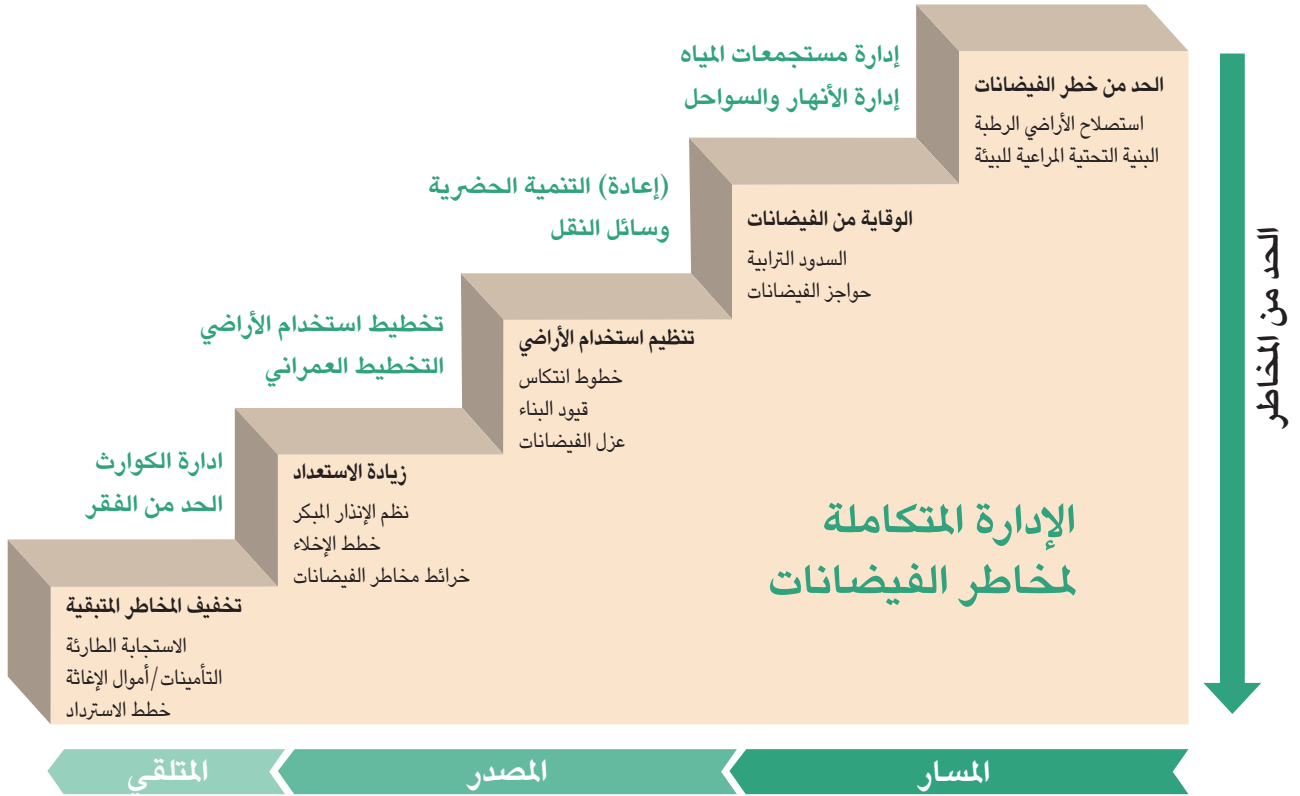 إدارة مستجمعات المياه
إدارة الأنهار والسواحل
الحد من خطر الفيضانات
استصلاح الأراضي الرطبة
البنية التحتية المراعية للبيئة
(إعادة) التنمية الحضرية
وسائل النقل
الوقاية من الفيضانات
السدود الترابية
حواجز الفيضانات
تخطيط استخدام الأراضي
التخطيط العمراني
تنظيم استخدام الأراضي
خطوط انتكاس
قيود البناء
عزل الفيضانات
ادارة الكوارث
الحد من الفقر
زيادة الاستعداد
نظم الإنذار المبكر
خطط الإخلاء
خرائط مخاطر الفيضانات
تخفيف المخاطر المتبقية
الاستجابة الطارئة
التأمينات/أموال الإغاثة
خطط الاسترداد
الإدارة المتكاملة
لمخاطر الفيضانات
الحد من المخاطر
المسار
المصدر
المتلقي